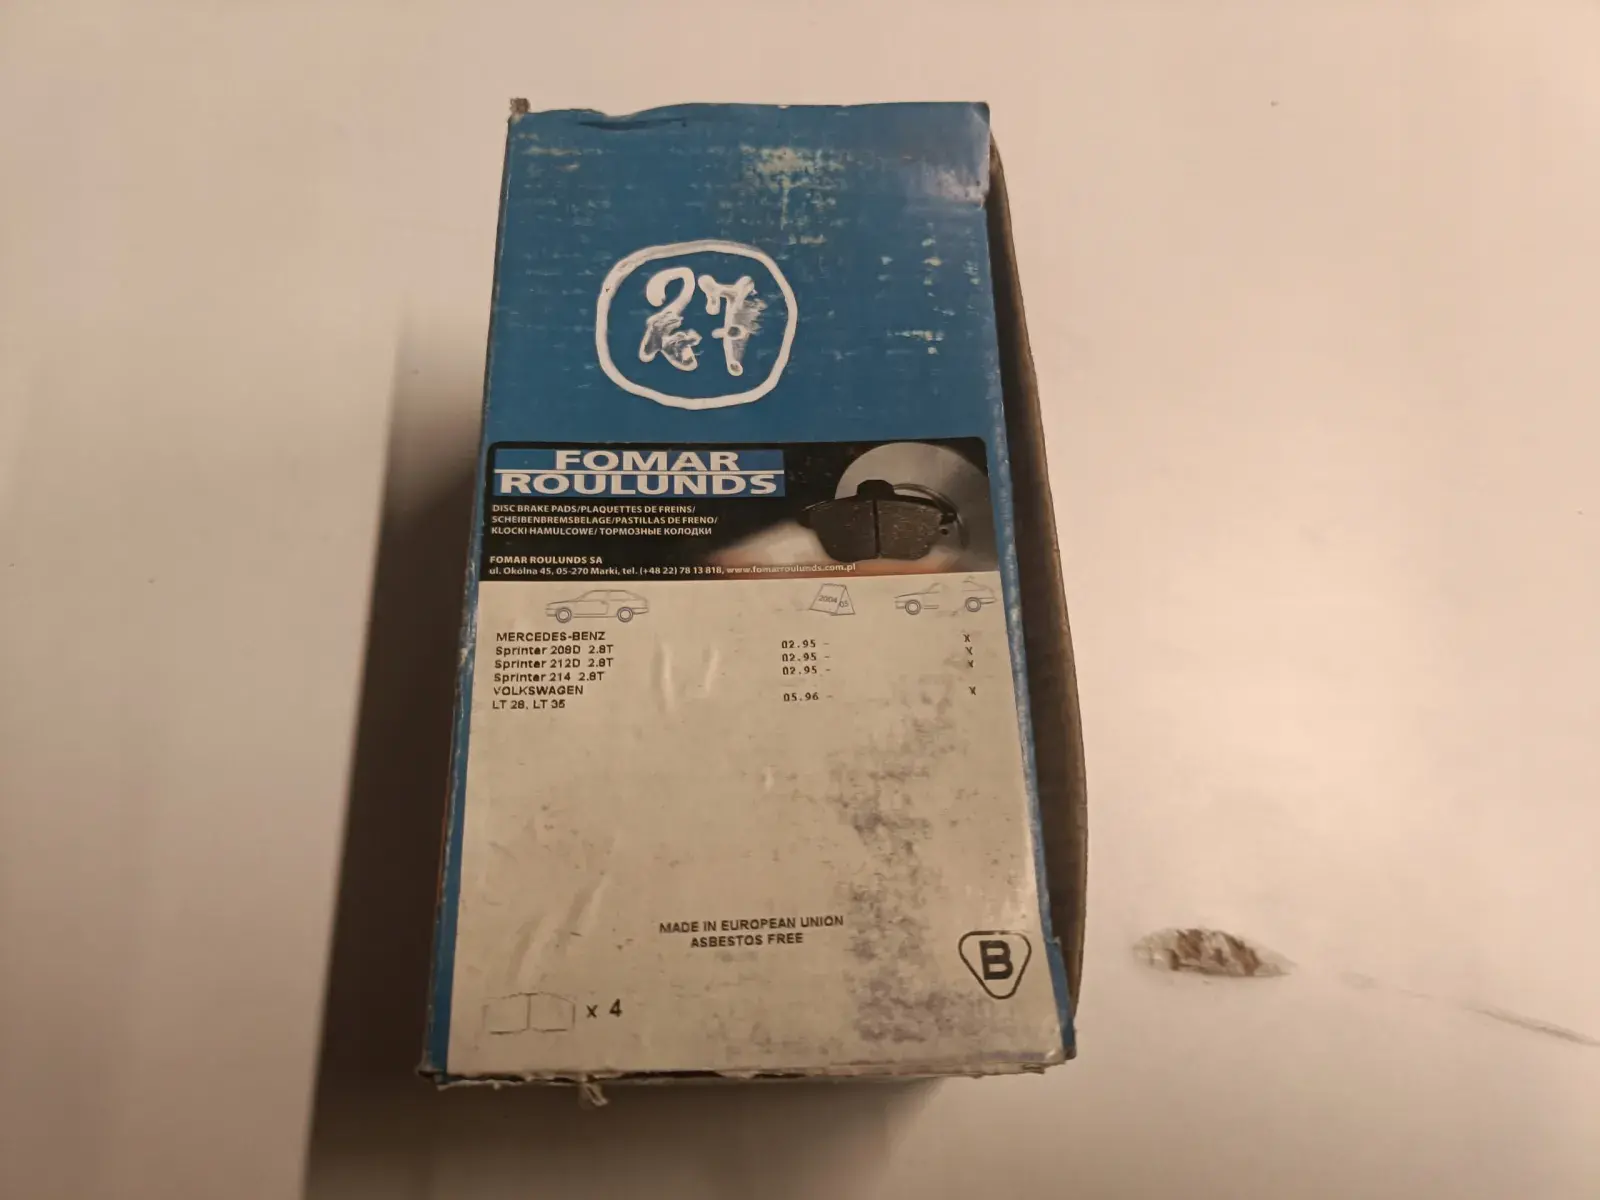 27
FOMAR
ROULUNDS
DISC BRAKE PADS/PLAQUETTES DE FREINS/
SCHEIBENBREMSBELAGE/PASTILLAS DE FRENO/
KLOCKI HAMULCOWE/ ТОРМОЗНЫЕ КОЛОДКИ
FOMAR ROULUNDS SA
ul. Okólna 45, 05-270 Marki, tel. (+48 22) 78 13 818, www.fomarroulunds.com.pl
2004 05
MERCEDES-BENZ
Sprinter 208D 2.8T 02.95 - X
Sprinter 212D 2.8T 02.95 - X
Sprinter 214 2.8T 02.95 - X
VOLKSWAGEN
LT 28, LT 35 05.96 - X
MADE IN EUROPEAN UNION
ASBESTOS FREE
B
x 4